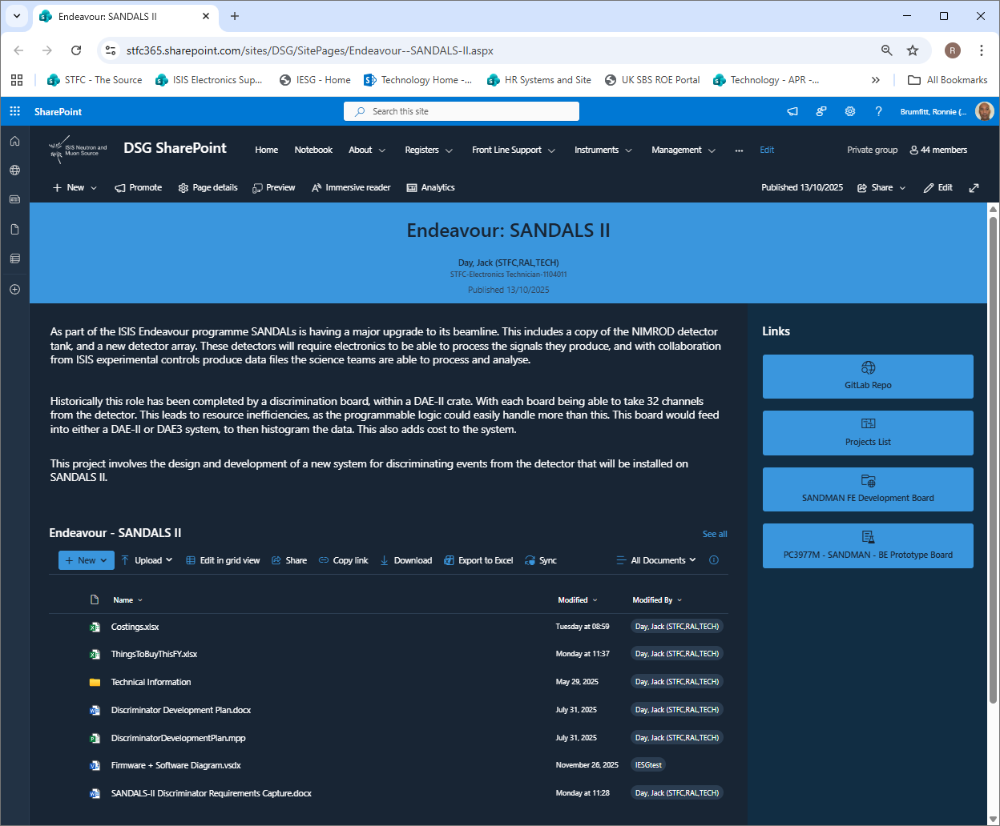 Endeavour: SANDALS II
stfc365.sharepoint.com/sites/DSG/SitePages/Endeavour--SANDALS-II.aspx
R
STFC - The Source
ISIS Electronics Sup...
IESG - Home
Technology Home -...
HR Systems and Site
UK SBS ROE Portal
Technology - APR -...
All Bookmarks
SharePoint
Search this site
Brumfitt, Ronnie (...
ISIS Neutron and
Muon Source
DSG SharePoint
Home
Notebook
About
Registers
Front Line Support
Instruments
Management
...
Edit
Private group
44 members
New
Promote
Page details
Preview
Immersive reader
Analytics
Published 13/10/2025
Share
Edit
Endeavour: SANDALS II
Day, Jack (STFC,RAL,TECH)
STFC-Electronics Technician-1104011
Published 13/10/2025
As part of the ISIS Endeavour programme SANDALs is having a major upgrade to its beamline. This includes a copy of the NIMROD detector
tank, and a new detector array. These detectors will require electronics to be able to process the signals they produce, and with collaboration
from ISIS experimental controls produce data files the science teams are able to process and analyse.
Historically this role has been completed by a discrimination board, within a DAE-II crate. With each board being able to take 32 channels
from the detector. This leads to resource inefficiencies, as the programmable logic could easily handle more than this. This board would feed
into either a DAE-II or DAE3 system, to then histogram the data. This also adds cost to the system.
This project involves the design and development of a new system for discriminating events from the detector that will be installed on
SANDALS II.
Links
GitLab Repo
Projects List
SANDMAN FE Development Board
PC3977M - SANDMAN - BE Prototype Board
Endeavour - SANDALS II
See all
New
Upload
Edit in grid view
Share
Copy link
Download
Export to Excel
Sync
All Documents
Name
Modified
Modified By
Costings.xlsx
Tuesday at 08:59
Day, Jack (STFC,RAL,TECH)
ThingsToBuyThisFY.xlsx
Monday at 11:37
Day, Jack (STFC,RAL,TECH)
Technical Information
May 29, 2025
Day, Jack (STFC,RAL,TECH)
Discriminator Development Plan.docx
July 31, 2025
Day, Jack (STFC,RAL,TECH)
DiscriminatorDevelopmentPlan.mpp
July 31, 2025
Day, Jack (STFC,RAL,TECH)
Firmware + Software Diagram.vsdx
November 26, 2025
IESGtest
SANDALS-II Discriminator Requirements Capture.docx
Monday at 11:28
Day, Jack (STFC,RAL,TECH)